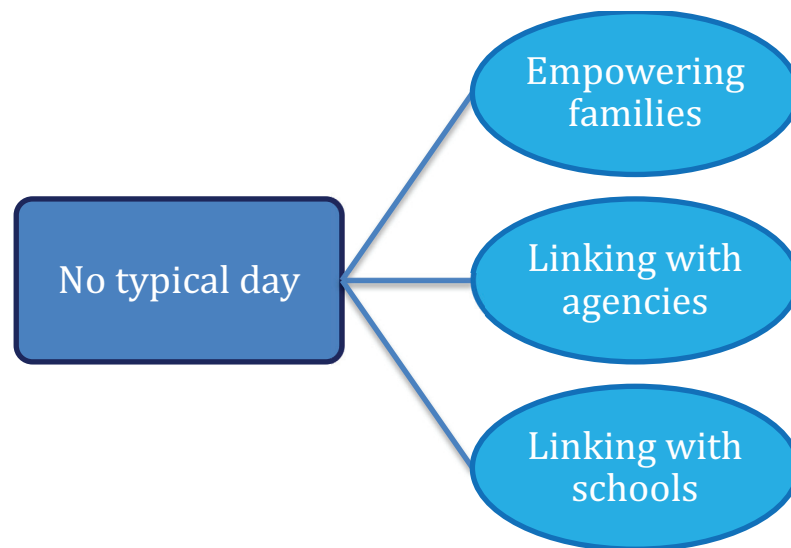 Empowering
families
No typical day
Linking with
agencies
Linking with
schools